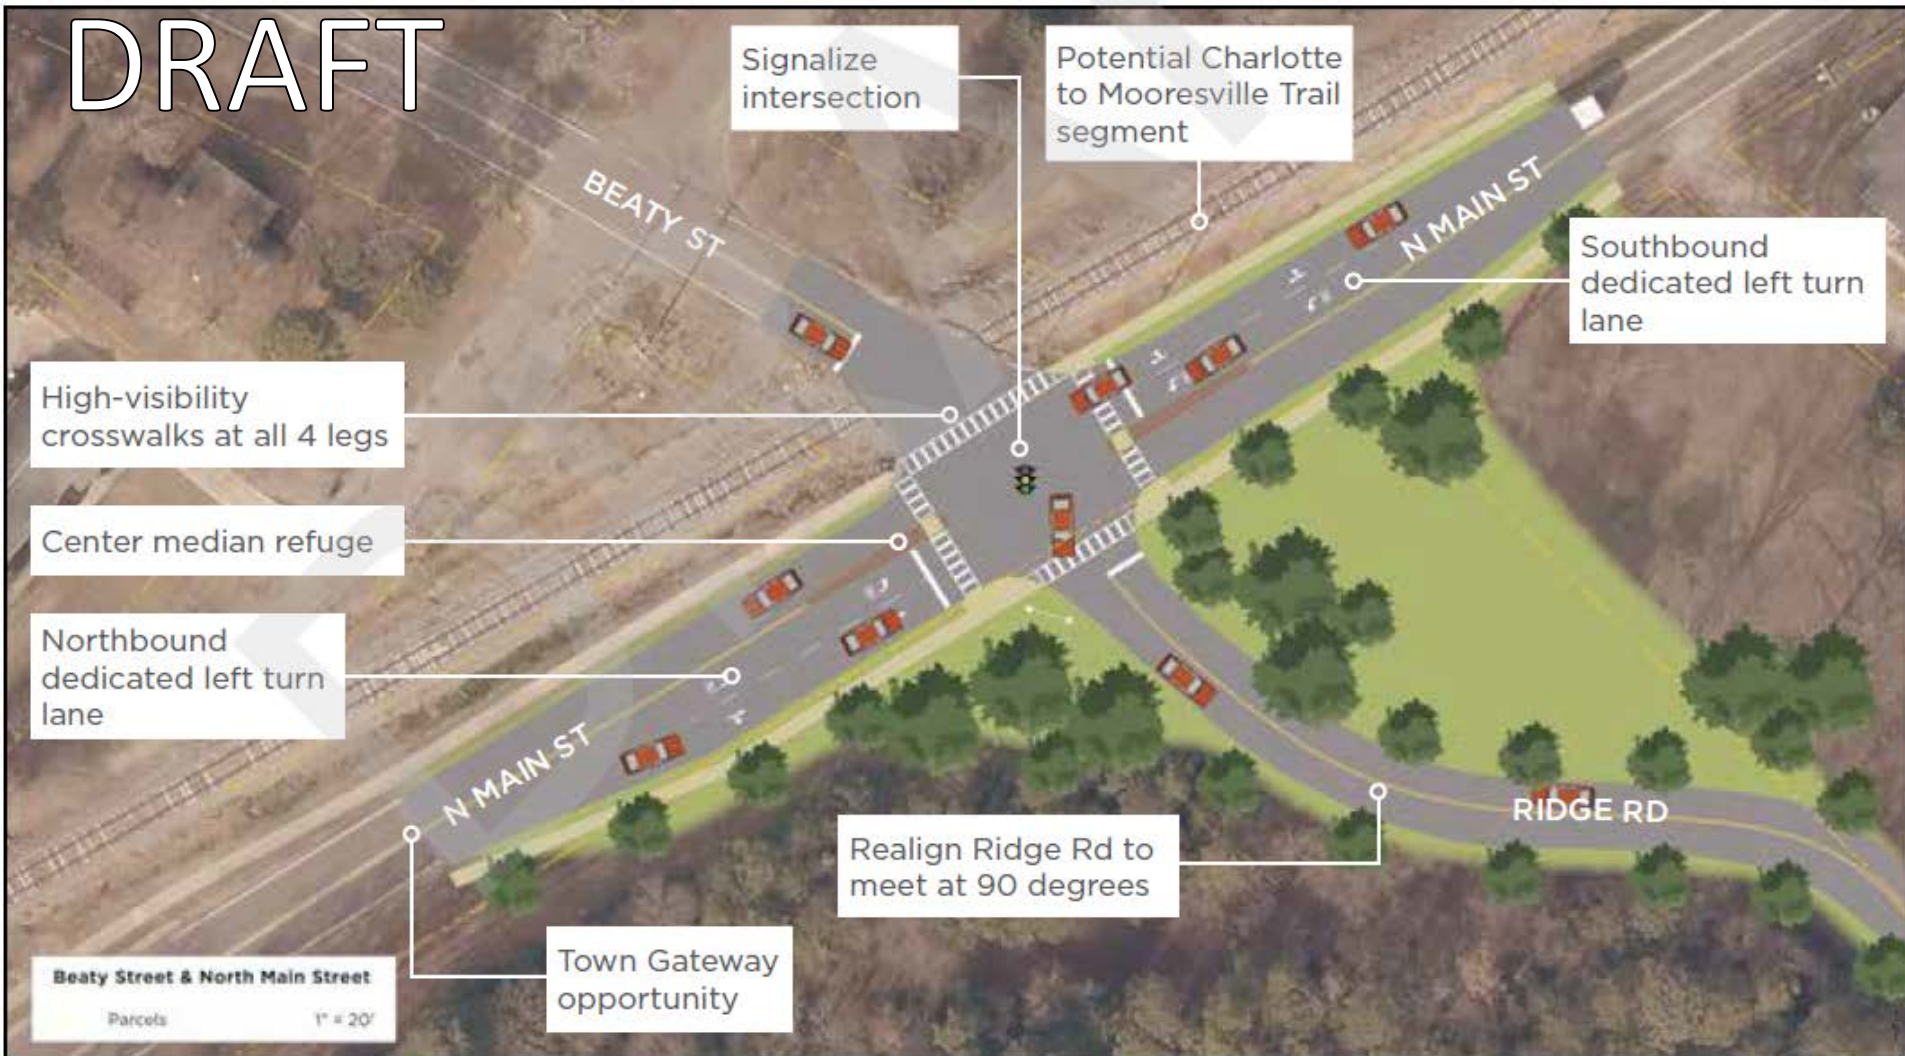 DRAFT
Signalize
intersection
Potential Charlotte
to Mooresville Trail
segment
BEATY ST
N MAIN ST
Southbound
dedicated left turn
lane
High-visibility
crosswalks at all 4 legs
Center median refuge
Northbound
dedicated left turn
lane
N MAIN ST
RIDGE RD
Realign Ridge Rd to
meet at 90 degrees
Town Gateway
opportunity
Beaty Street & North Main Street
Parcels 1" = 20'